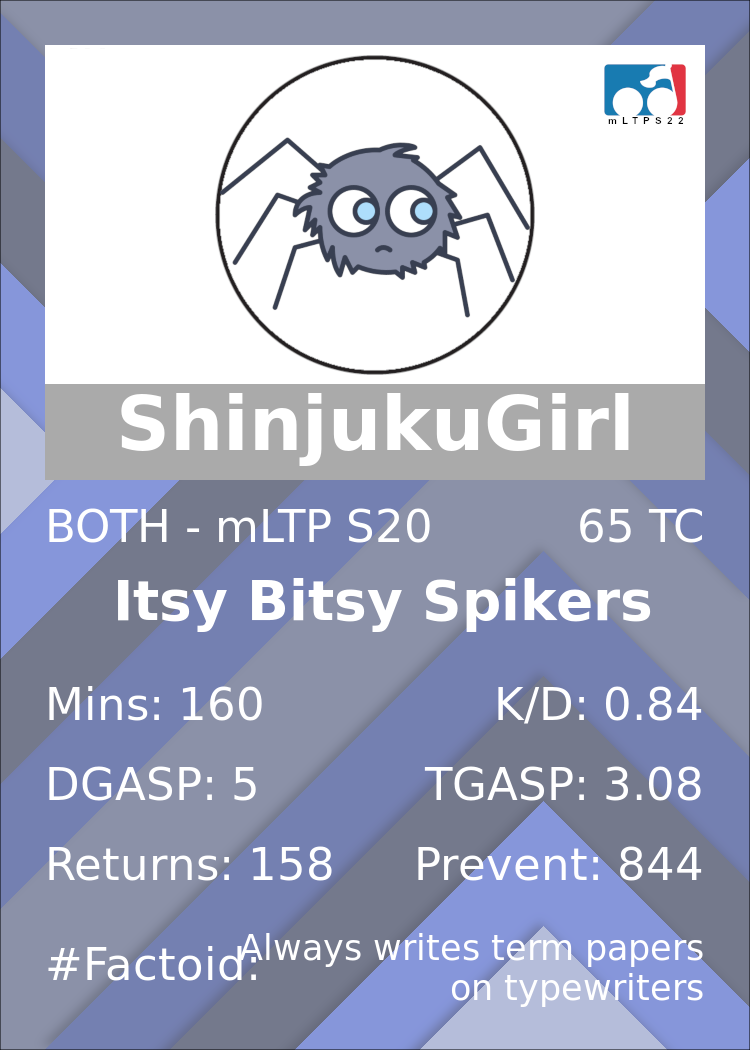 mLTPS22
ShinjukuGirl
BOTH - mLTP S20 65 TC
Itsy Bitsy Spikers
Mins: 160 K/D: 0.84
DGASP: 5 TGASP: 3.08
Returns: 158 Prevent: 844
#Factoid: Always writes term papers
on typewriters